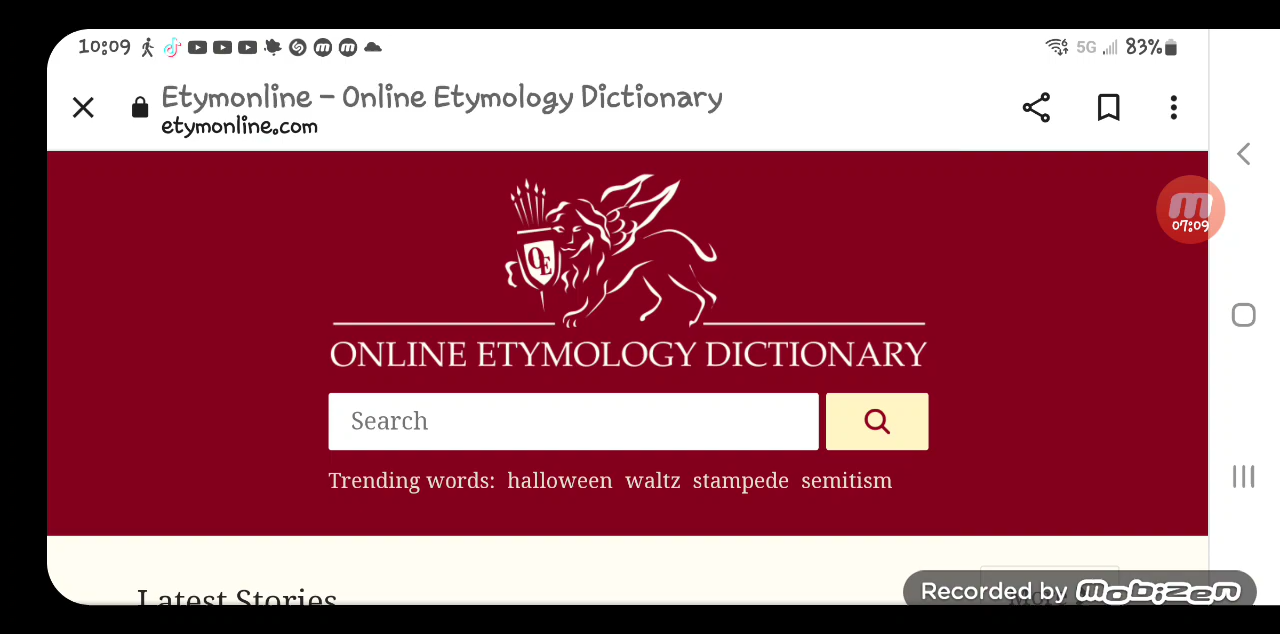 10:09
5G 83%
Etymonline – Online Etymology Dictionary
etymonline.com
07:09
OE
ONLINE ETYMOLOGY DICTIONARY
Search
Trending words: halloween waltz stampede semitism
Latest Stories
Recorded by mobizen